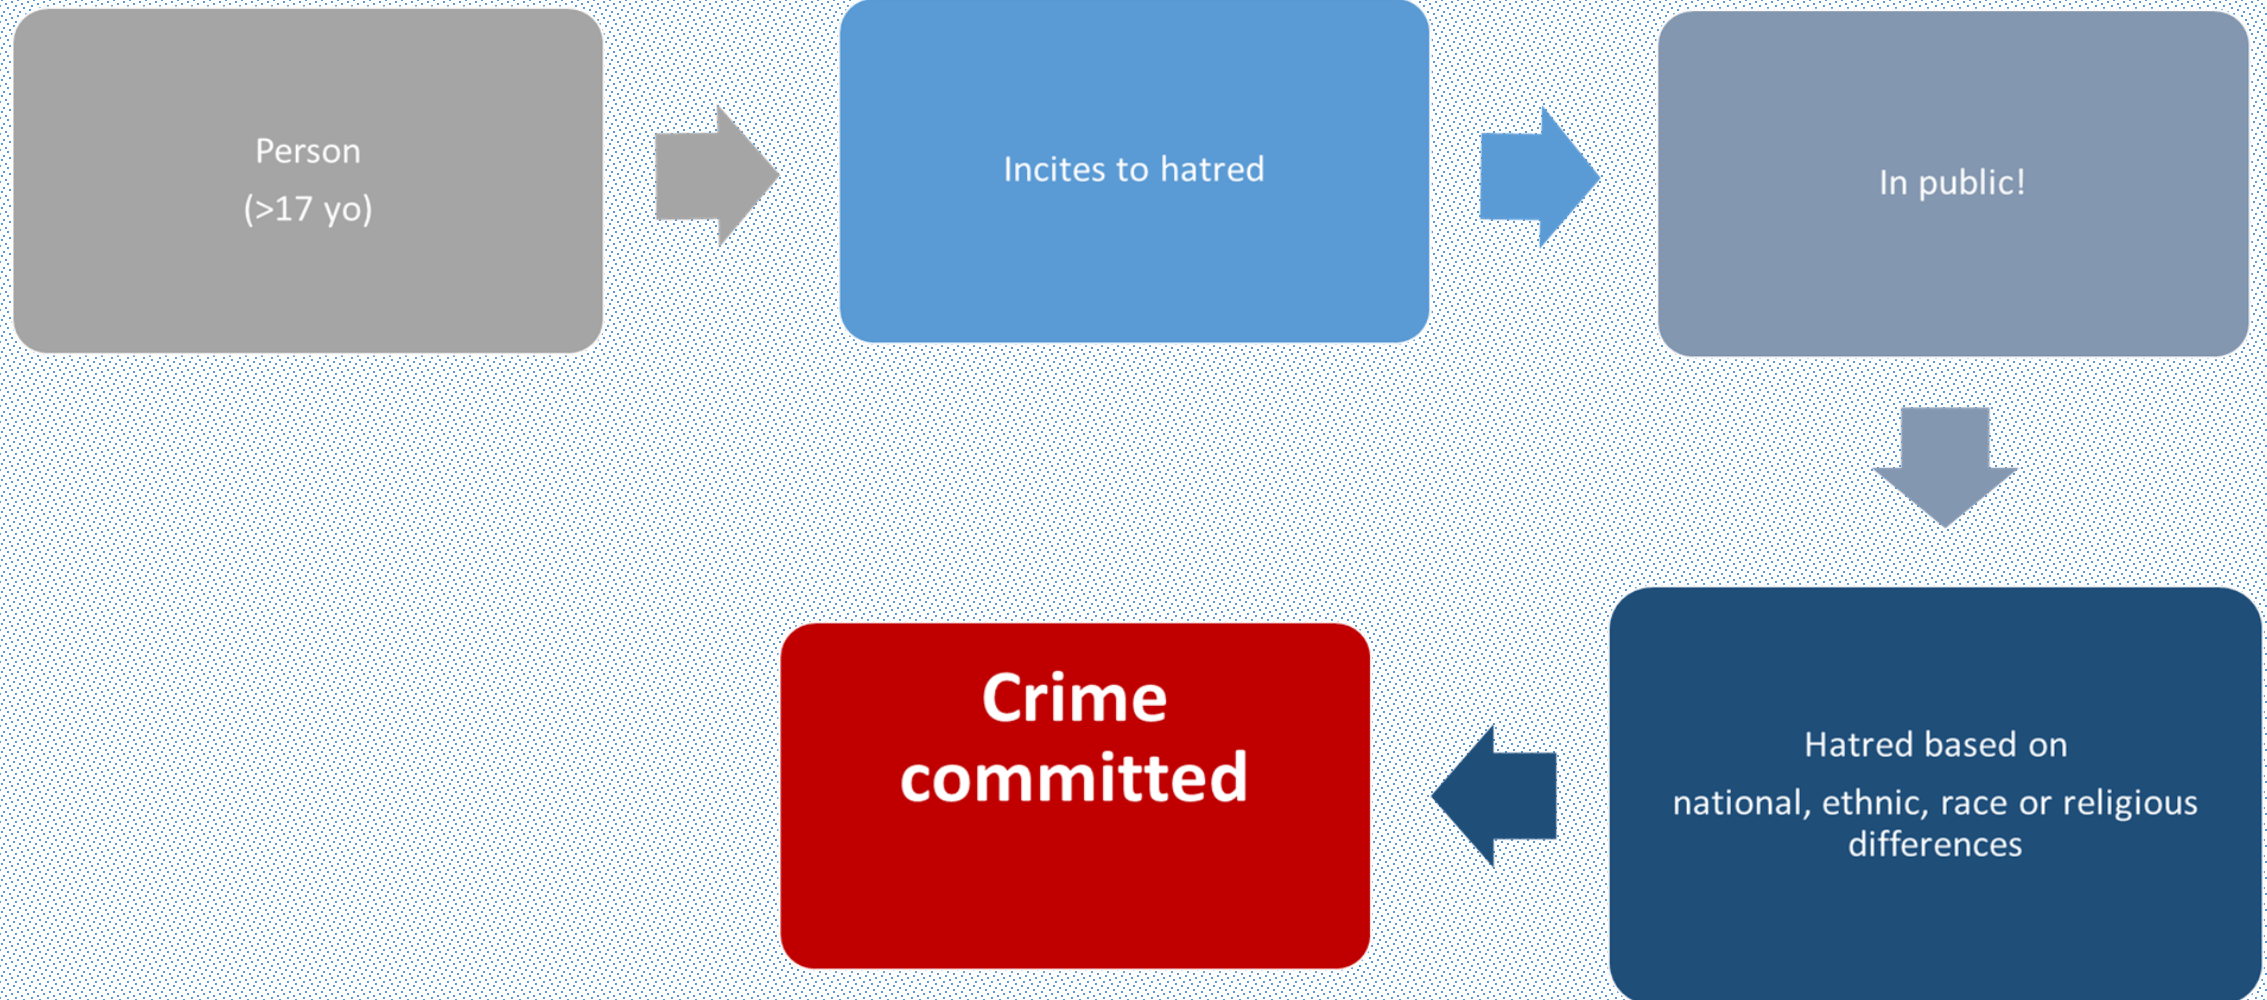 Person
(>17 yo)
Incites to hatred
In public!
Hatred based on
national, ethnic, race or religious
differences
Crime
committed